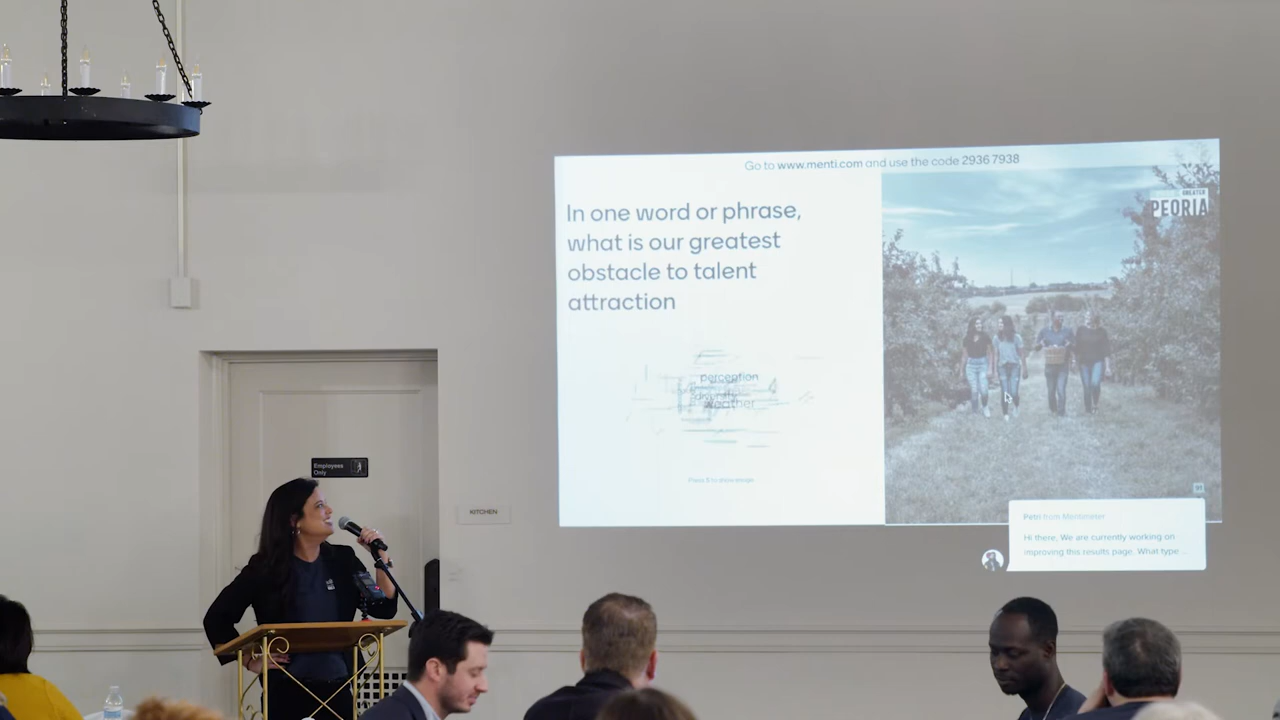 Go to www.menti.com and use the code 2936 7938
In one word or phrase,
what is our greatest
obstacle to talent
attraction
perception
diversity
weather
GREATER
PEORIA
Employees
Only
KITCHEN
Petri from Mentimeter
Hi there, We are currently working on
improving this results page. What type ...